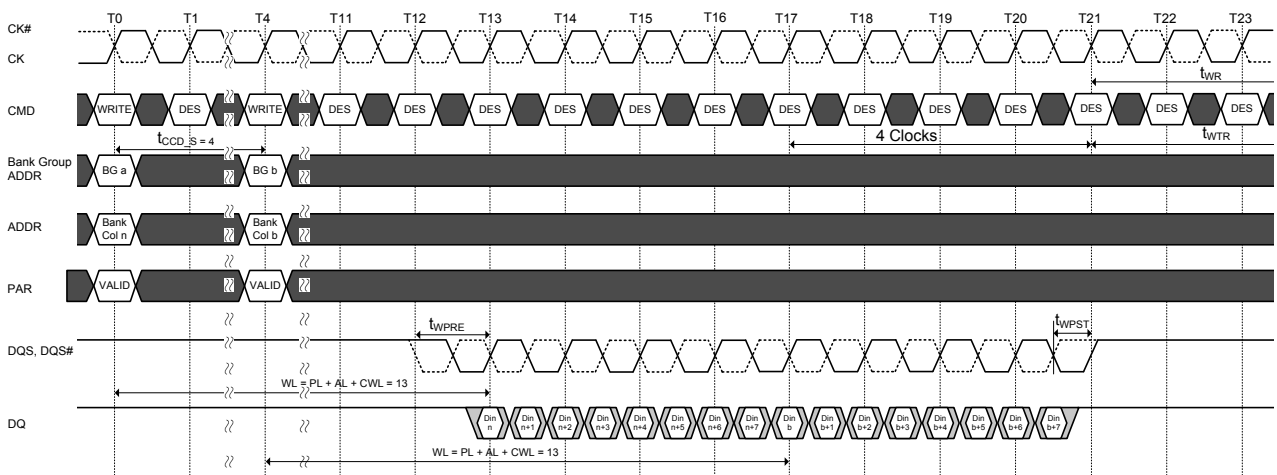 T0 T1 T4 T11 T12 T13 T14 T15 T16 T17 T18 T19 T20 T21 T22 T23
CK#
CK
tWR
CMD WRITE DES WRITE DES DES DES DES DES DES DES DES DES DES DES DES DES
tCCD_S = 4
4 Clocks
tWTR
Bank Group
ADDR
BG a BG b
ADDR
Bank
Col n
Bank
Col b
PAR VALID VALID
tWPRE
tWPST
DQS, DQS#
WL = PL + AL + CWL = 13
DQ
Din
n
Din
n+1
Din
n+2
Din
n+3
Din
n+4
Din
n+5
Din
n+6
Din
n+7
Din
b
Din
b+1
Din
b+2
Din
b+3
Din
b+4
Din
b+5
Din
b+6
Din
b+7
WL = PL + AL + CWL = 13